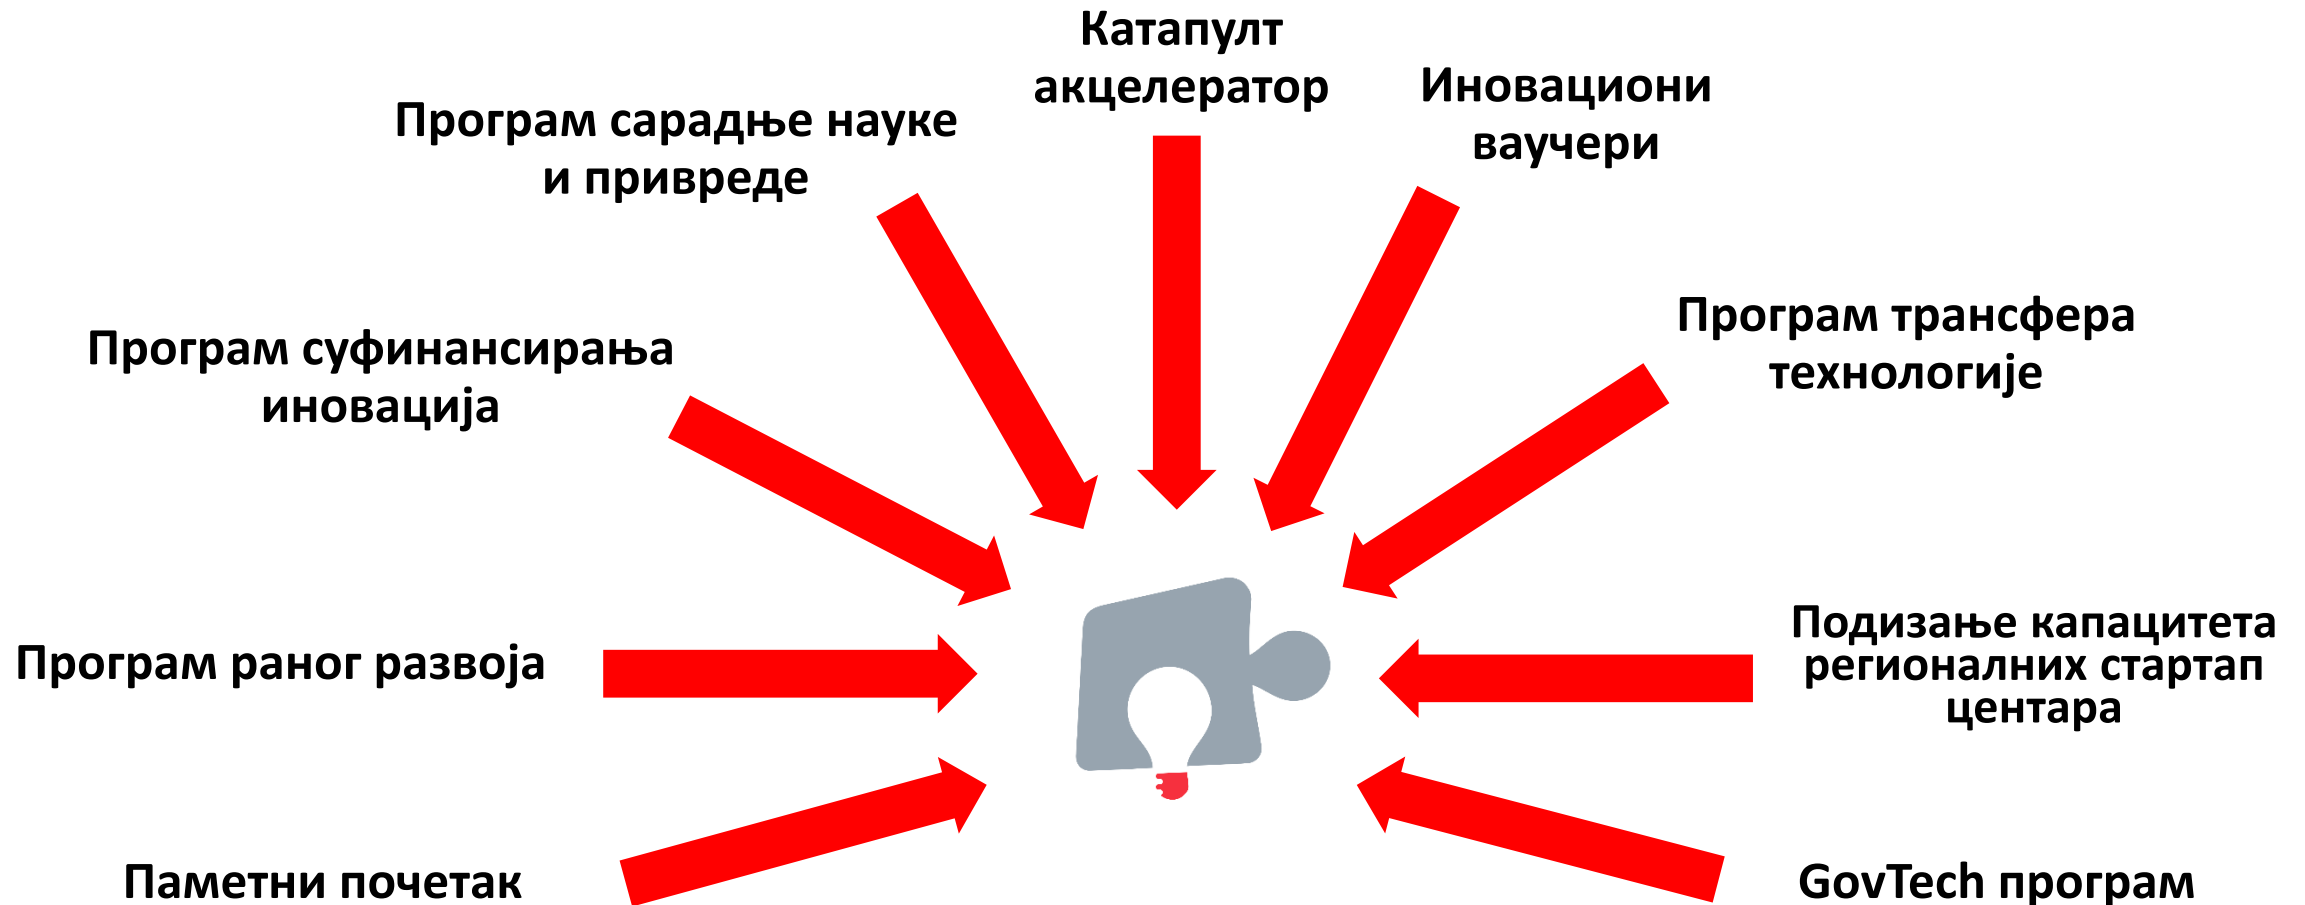 Катапулт
акцелератор
Иновациони
ваучери
Програм сарадње науке
и привреде
Програм трансфера
технологије
Програм суфинансирања
иновација
Подизање капацитета
регионалних стартап
центара
Програм раног развоја
Паметни почетак
GovTech програм